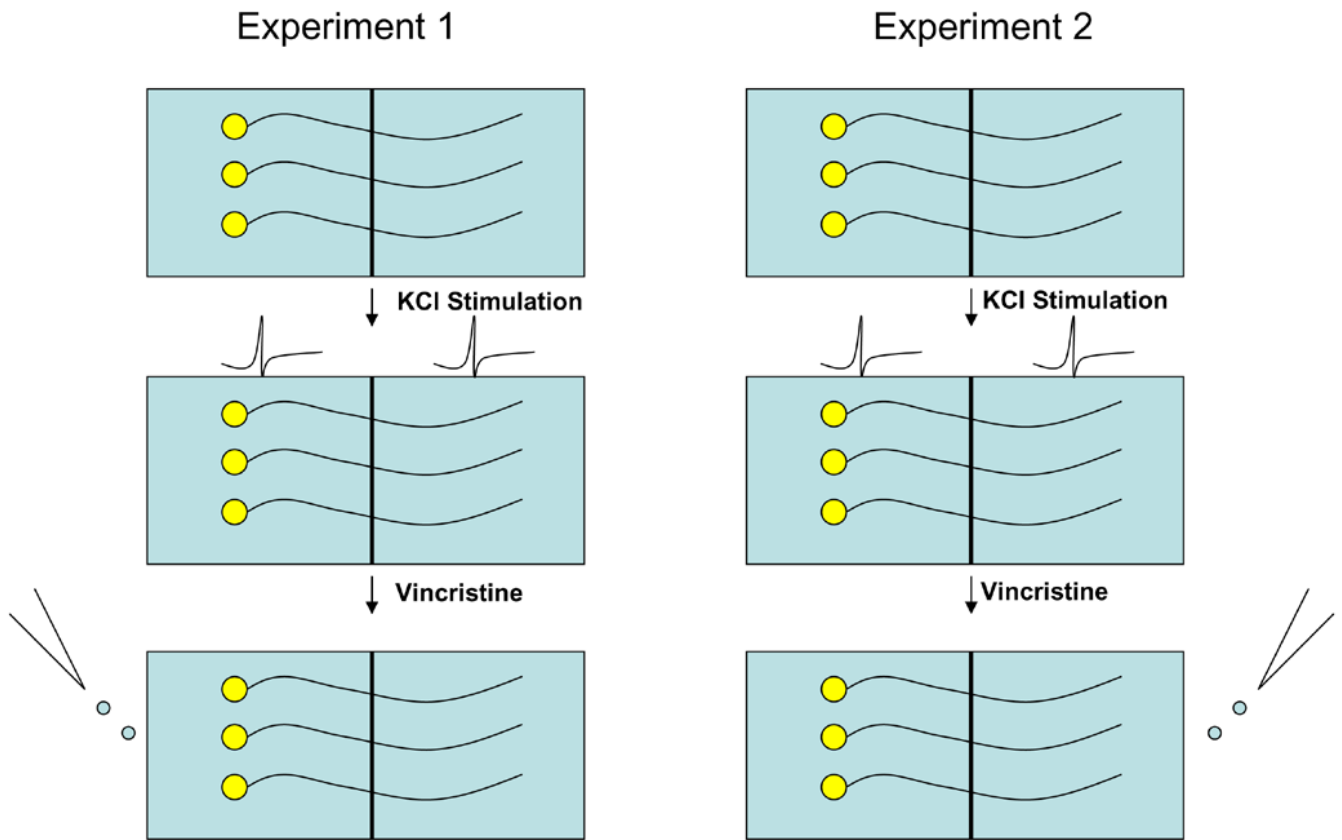 Experiment 1
Experiment 2
KCl Stimulation
KCl Stimulation
Vincristine
Vincristine